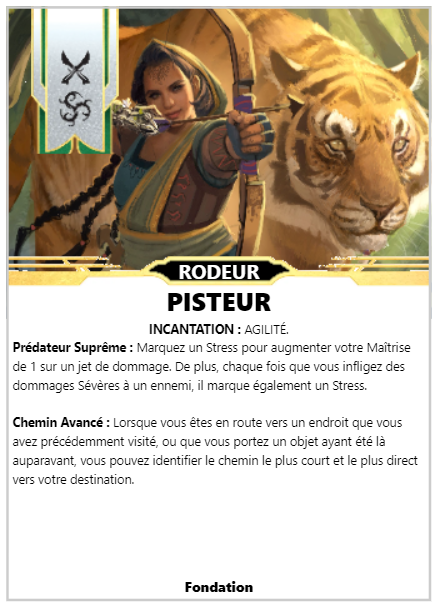 RODEUR
PISTEUR
INCANTATION : AGILITÉ.
Prédateur Suprême : Marquez un Stress pour augmenter votre Maîtrise
de 1 sur un jet de dommage. De plus, chaque fois que vous infligez des
dommages Sévères à un ennemi, il marque également un Stress.
Chemin Avancé : Lorsque vous êtes en route vers un endroit que vous
avez précédemment visité, ou que vous portez un objet ayant été là
auparavant, vous pouvez identifier le chemin le plus court et le plus direct
vers votre destination.
Fondation